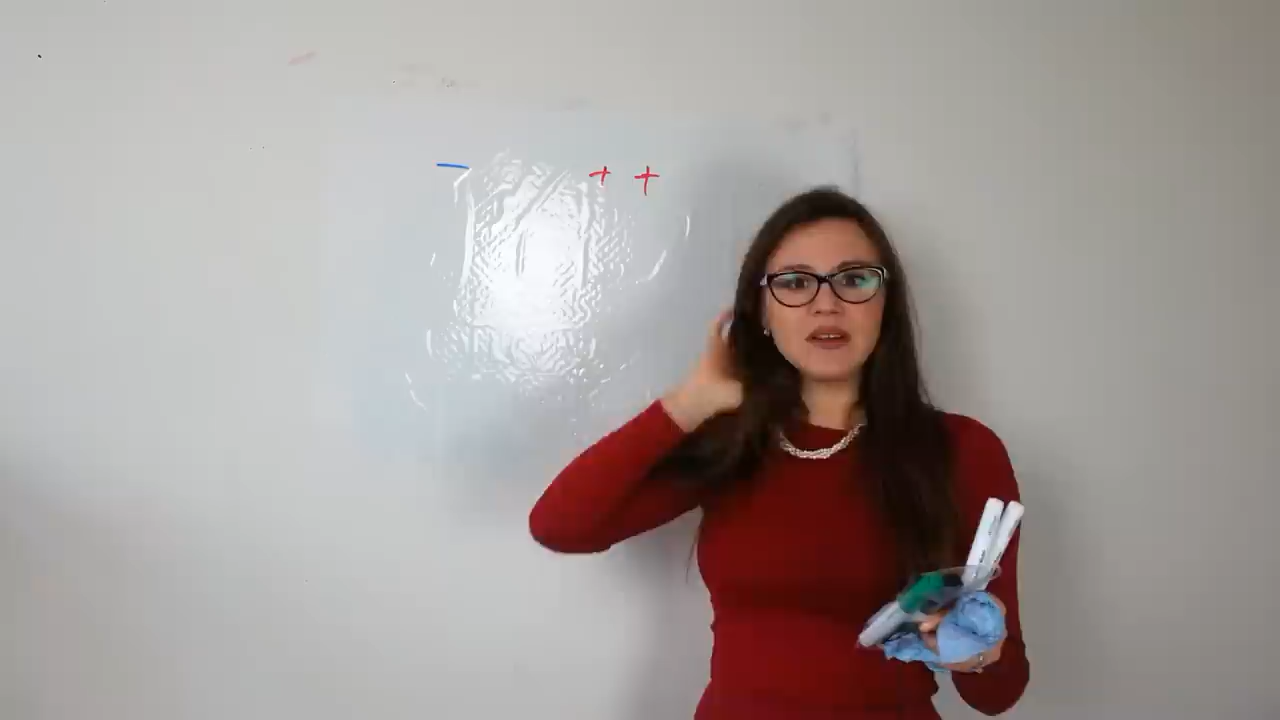 − + +